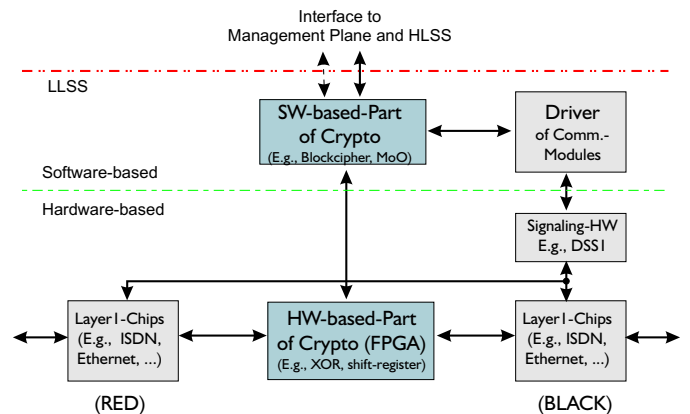 Interface to
Management Plane and HLSS
LLSS
SW-based-Part
of Crypto
(E.g., Blockcipher, MoO)
Driver
of Comm.-
Modules
Software-based
Hardware-based
Signaling-HW
E.g., DSS1
Layer1-Chips
(E.g., ISDN,
Ethernet, ...)
HW-based-Part
of Crypto (FPGA)
(E.g., XOR, shift-register)
Layer1-Chips
(E.g., ISDN,
Ethernet, ...)
(RED)
(BLACK)